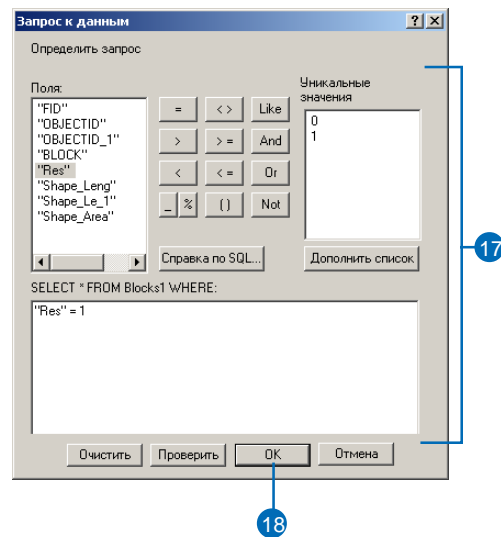 Запрос к данным
Определить запрос
Поля:
Уникальные значения
"FID"
"OBJECTID"
"OBJECTID_1"
"BLOCK"
"Res"
"Shape_Leng"
"Shape_Le_1"
"Shape_Area"
= < > Like
> > = And
< < = Or
_ % ( ) Not
0
1
Справка по SQL...
Дополнить список
17
SELECT * FROM Blocks1 WHERE:
"Res" = 1
Очистить Проверить OK Отмена
18